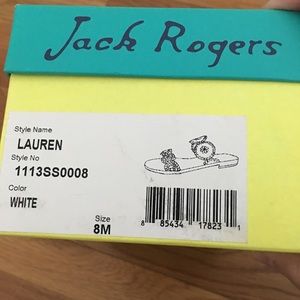 Jack Rogers
Style Name
LAUREN
Style No
1113SS0008
Color
WHITE
Size
8M
8 85434 17823 1